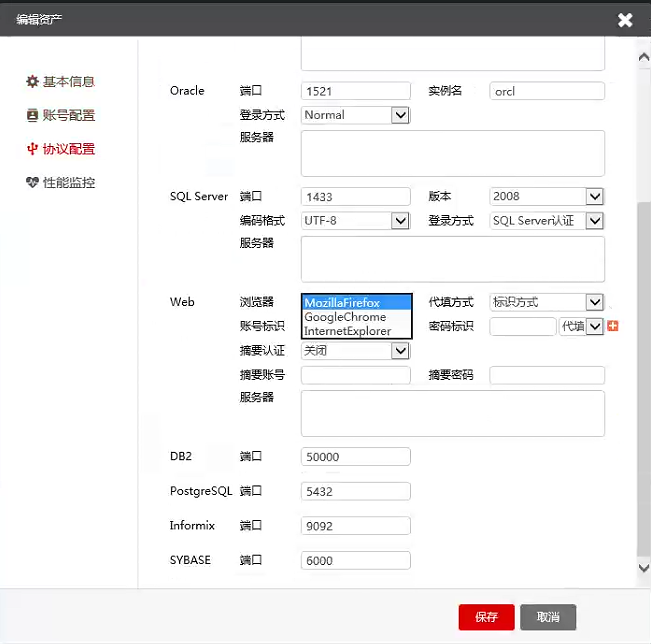 编辑资产
基本信息
账号配置
协议配置
性能监控
Oracle 端口 1521 实例名 orcl
登录方式 Normal
服务器
SQL Server 端口 1433 版本 2008
编码格式 UTF-8 登录方式 SQL Server认证
服务器
Web 浏览器 MozillaFirefox 代填方式 标识方式
GoogleChrome
账号标识 InternetExplorer 密码标识 代填
摘要认证 关闭
摘要账号 摘要密码
服务器
DB2 端口 50000
PostgreSQL 端口 5432
Informix 端口 9092
SYBASE 端口 6000
保存 取消